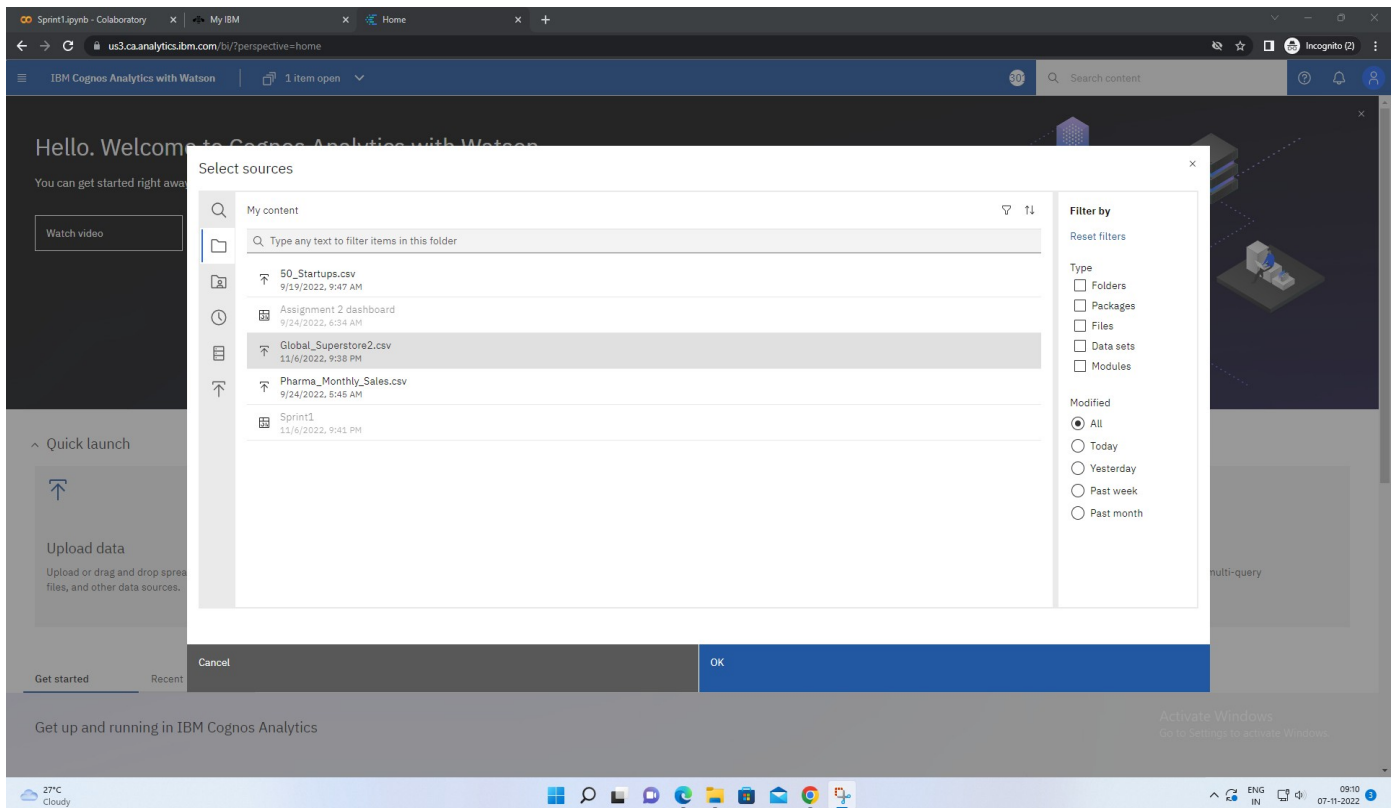 Sprint1.ipynb - Colaboratory
My IBM
Home
us3.ca.analytics.ibm.com/bi/?perspective=home
Incognito (2)
IBM Cognos Analytics with Watson
1 item open
30
Search content
Hello. Welcome to Cognos Analytics with Watson
You can get started right away
Watch video
Select sources
My content
Type any text to filter items in this folder
50_Startups.csv
9/19/2022, 9:47 AM
Assignment 2 dashboard
9/24/2022, 6:34 AM
Global_Superstore2.csv
11/6/2022, 9:38 PM
Pharma_Monthly_Sales.csv
9/24/2022, 5:45 AM
Sprint1
11/6/2022, 9:41 PM
Filter by
Reset filters
Type
Folders
Packages
Files
Data sets
Modules
Modified
All
Today
Yesterday
Past week
Past month
Cancel
OK
Quick launch
Upload data
Upload or drag and drop sprea
files, and other data sources.
multi-query
Get started
Recent
Get up and running in IBM Cognos Analytics
Activate Windows
Go to Settings to activate Windows.
27°C
Cloudy
ENG
IN
09:10
07-11-2022
3